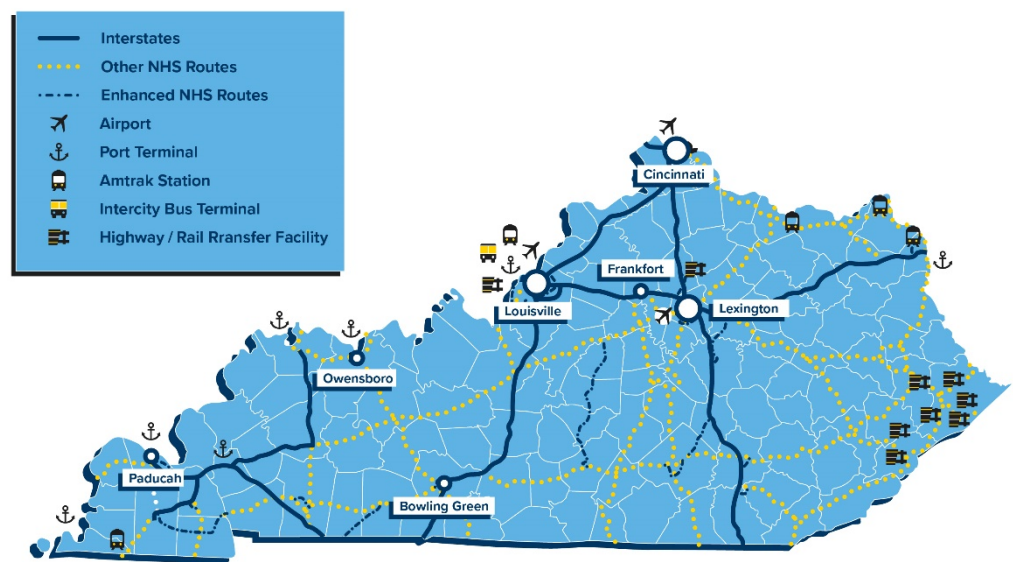 Interstates
Other NHS Routes
Enhanced NHS Routes
Airport
Port Terminal
Amtrak Station
Intercity Bus Terminal
Highway / Rail Rransfer Facility
Cincinnati
Frankfort
Louisville
Lexington
Owensboro
Paducah
Bowling Green